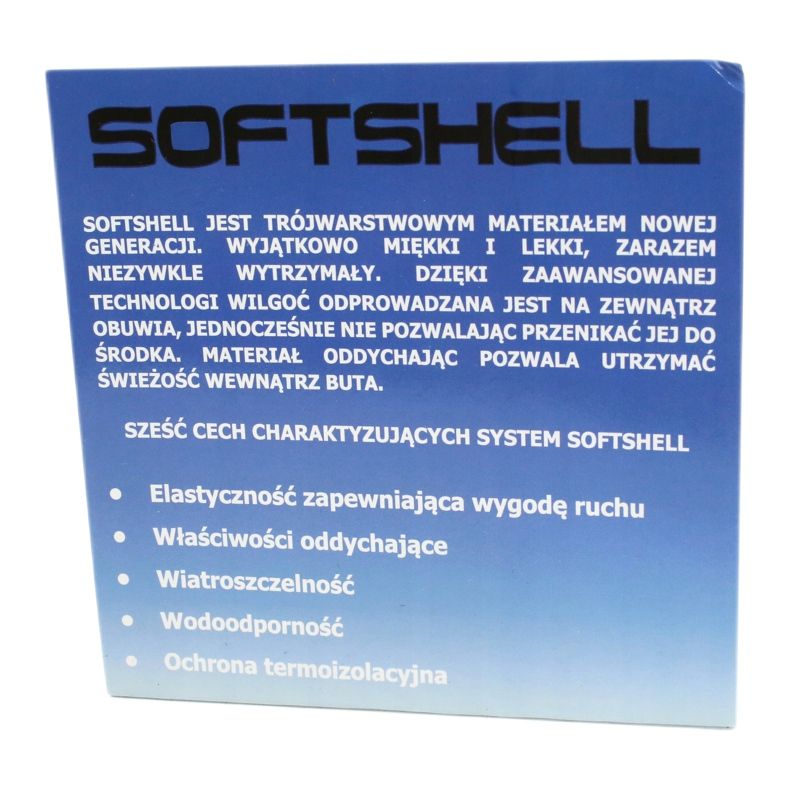 SOFTSHELL
SOFTSHELL JEST TRÓJWARSTWOWYM MATERIAŁEM NOWEJ
GENERACJI. WYJĄTKOWO MIĘKKI I LEKKI, ZARAZEM
NIEZYWKLE WYTRZYMAŁY. DZIĘKI ZAAWANSOWANEJ
TECHNOLOGI WILGOĆ ODPROWADZANA JEST NA ZEWNĄTRZ
OBUWIA, JEDNOCZEŚNIE NIE POZWALAJĄC PRZENIKAĆ JEJ DO
ŚRODKA. MATERIAŁ ODDYCHAJĄC POZWALA UTRZYMAĆ
ŚWIEŻOŚĆ WEWNĄTRZ BUTA.
SZEŚĆ CECH CHARAKTYZUJĄCYCH SYSTEM SOFTSHELL
• Elastyczność zapewniająca wygodę ruchu
• Właściwości oddychające
• Wiatroszczelność
• Wodoodporność
• Ochrona termoizolacyjna